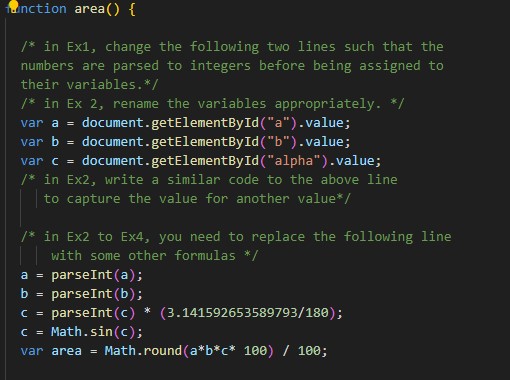 function area() {
/* in Ex1, change the following two lines such that the
numbers are parsed to integers before being assigned to
their variables.*/
/* in Ex 2, rename the variables appropriately. */
var a = document.getElementById("a").value;
var b = document.getElementById("b").value;
var c = document.getElementById("alpha").value;
/* in Ex2, write a similar code to the above line
to capture the value for another value*/
/* in Ex2 to Ex4, you need to replace the following line
with some other formulas */
a = parseInt(a);
b = parseInt(b);
c = parseInt(c) * (3.141592653589793/180);
c = Math.sin(c);
var area = Math.round(a*b*c* 100) / 100;